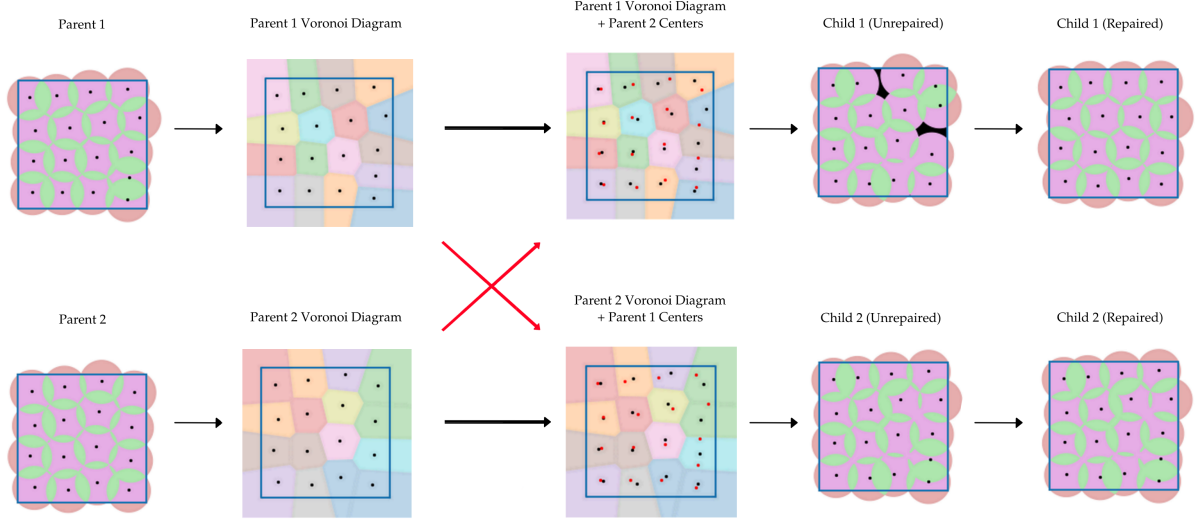 Parent 1
Parent 1 Voronoi Diagram
Parent 1 Voronoi Diagram
+ Parent 2 Centers
Child 1 (Unrepaired)
Child 1 (Repaired)
Parent 2
Parent 2 Voronoi Diagram
Parent 2 Voronoi Diagram
+ Parent 1 Centers
Child 2 (Unrepaired)
Child 2 (Repaired)